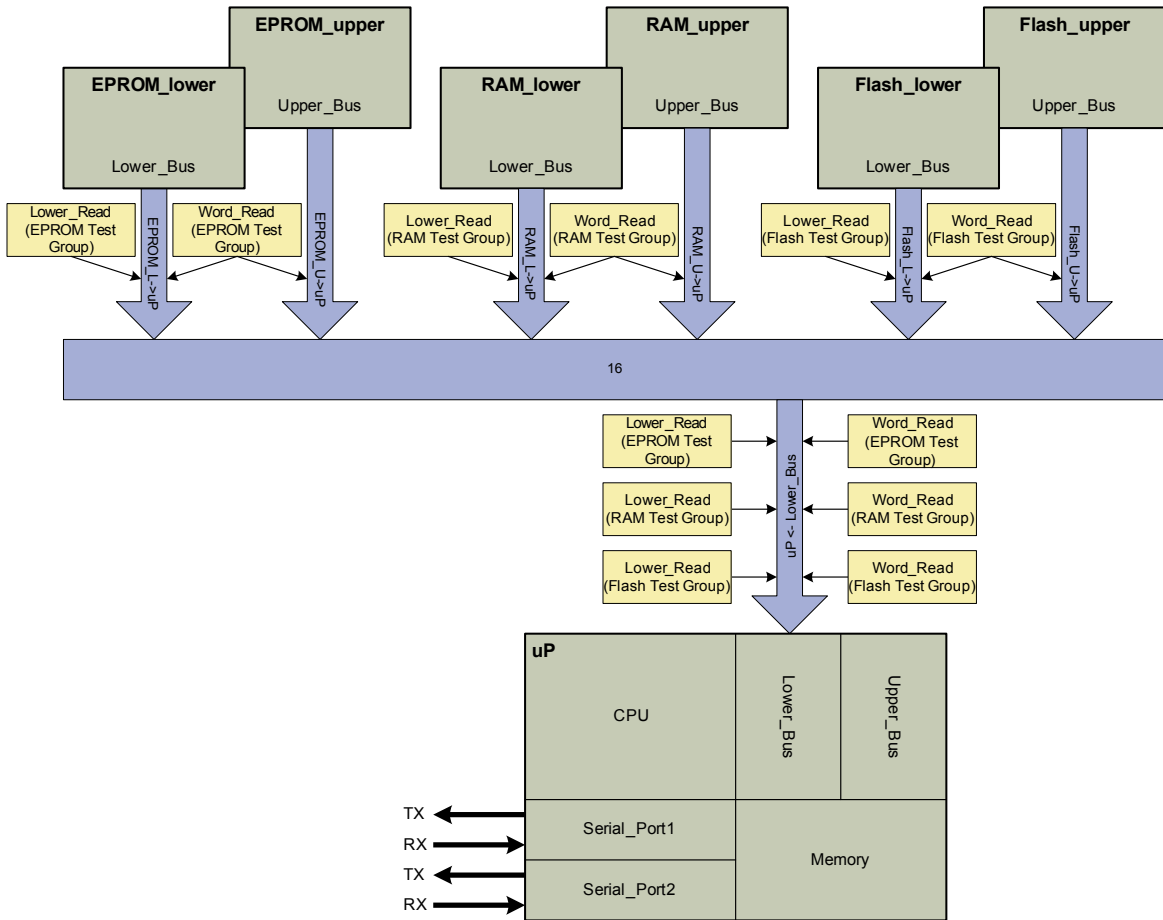 EPROM_upper
Upper_Bus
EPROM_lower
Lower_Bus
RAM_upper
Upper_Bus
RAM_lower
Lower_Bus
Flash_upper
Upper_Bus
Flash_lower
Lower_Bus
Lower_Read
(EPROM Test
Group)
EPROM_L->uP
Word_Read
(EPROM Test
Group)
EPROM_U->uP
Lower_Read
(RAM Test Group)
RAM_L->uP
Word_Read
(RAM Test Group)
RAM_U->uP
Lower_Read
(Flash Test Group)
Flash_L->uP
Word_Read
(Flash Test Group)
Flash_U->uP
16
Lower_Read
(EPROM Test
Group)
Word_Read
(EPROM Test
Group)
Lower_Read
(RAM Test Group)
uP <- Lower_Bus
Word_Read
(RAM Test Group)
Lower_Read
(Flash Test Group)
Word_Read
(Flash Test Group)
uP
CPU
Lower_Bus
Upper_Bus
TX
RX
Serial_Port1
Memory
TX
RX
Serial_Port2